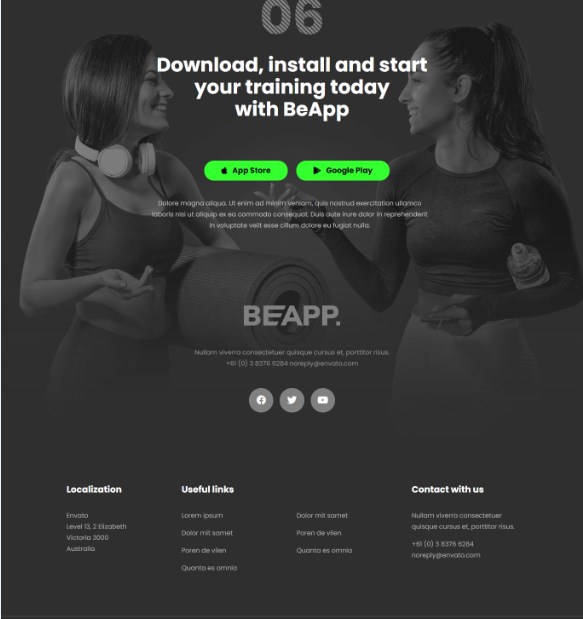 06
Download, install and start
your training today
with BeApp
App Store
Google Play
Dolore magna aliqua. Ut enim ad minim veniam, quis nostrud exercitation ullamco
laboris nisi ut aliquip ex ea commodo consequat. Duis aute irure dolor in reprehenderit
in voluptate velit esse cillum dolore eu fugiat nulla.
BEAPP.
Nullam viverra consectetuer quisque cursus et, porttitor risus.
+61 (0) 3 8376 6284 noreply@envato.com
Localization
Envato
Level 13, 2 Elizabeth
Victoria 3000
Australia
Useful links
Lorem ipsum
Dolor mit samet
Paren de vilen
Quanta es omnia
Dolor mit samet
Paren de vilen
Quanta es omnia
Contact with us
Nullam viverra consectetuer
quisque cursus et, porttitor risus.
+61 (0) 3 8376 6284
noreply@envato.com